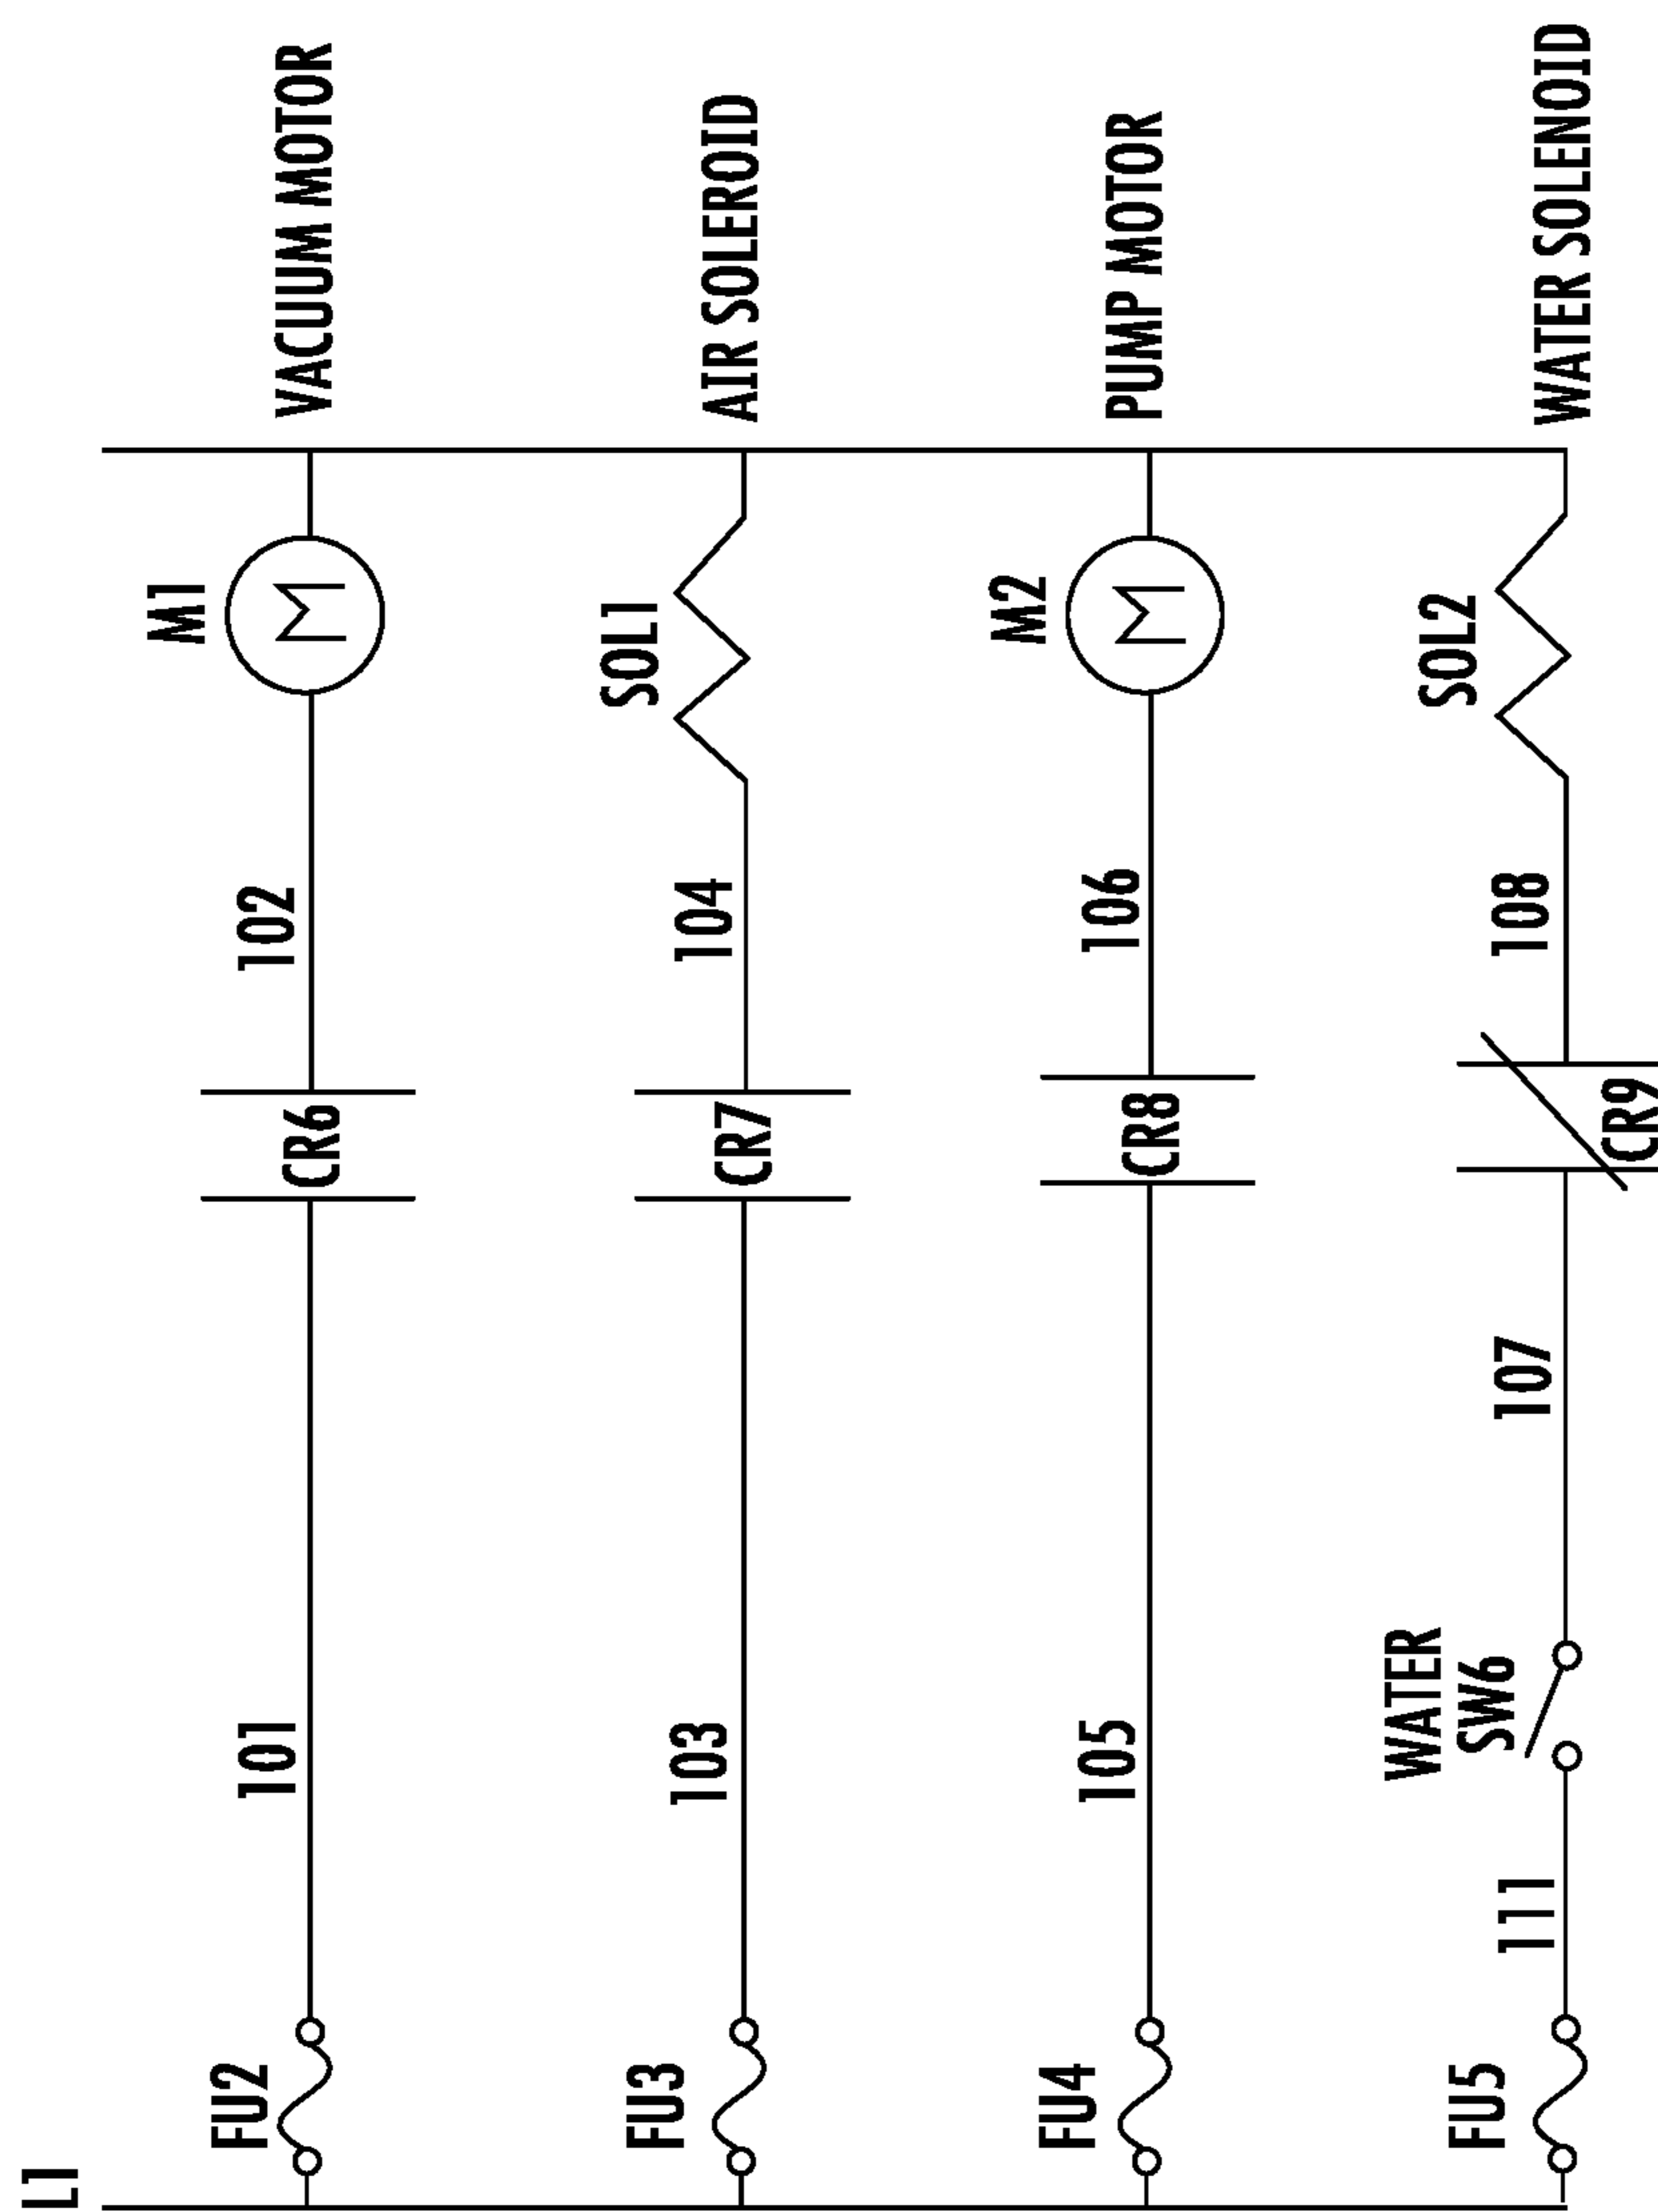 L1
FU2
101
CR6
102
M1
VACUUM MOTOR
FU3
103
CR7
104
SOL1
AIR SOLEROID
FU4
105
CR8
106
M2
PUMP MOTOR
FU5
111
WATER
SW6
107
CR9
108
SOL2
WATER SOLENOID
M
M